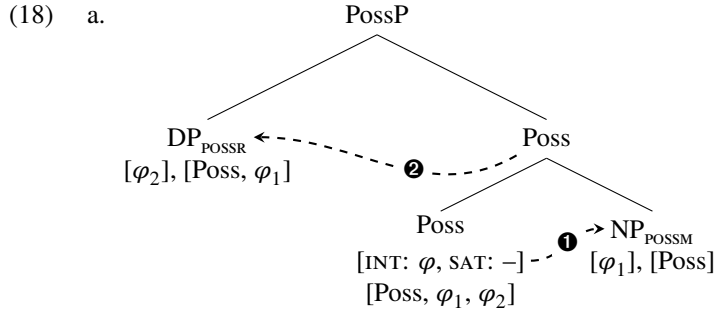 (18) a. PossP
DP_POSSR Poss
[φ₂], [Poss, φ₁] ❷
Poss ❶ NP_POSSM
[INT: φ, SAT: –] [φ₁], [Poss]
[Poss, φ₁, φ₂]